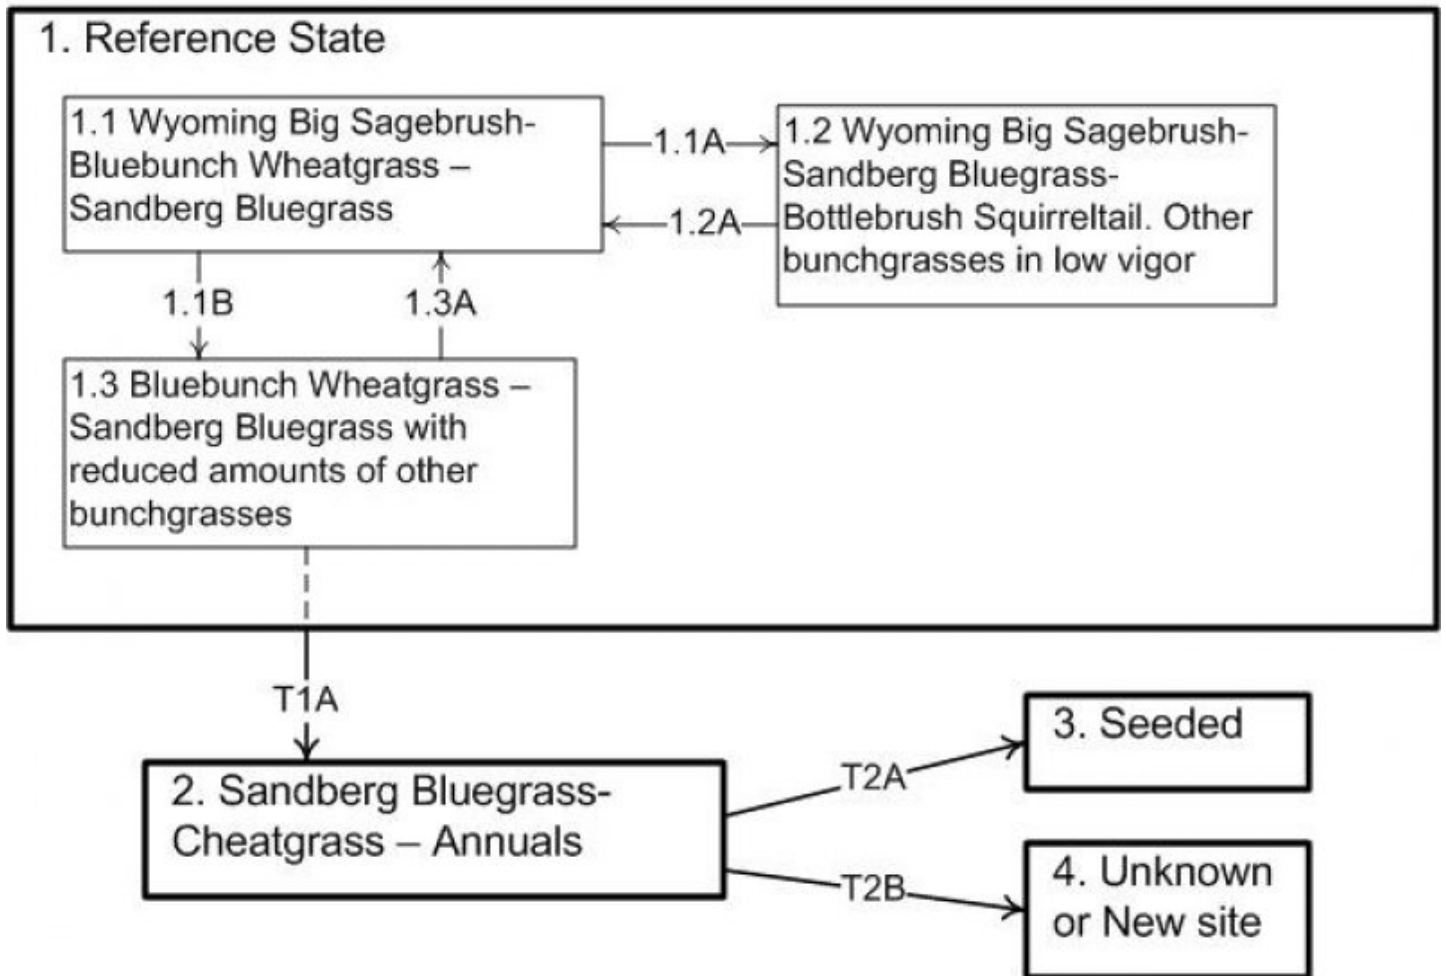 1. Reference State
1.1 Wyoming Big Sagebrush-
Bluebunch Wheatgrass –
Sandberg Bluegrass
1.1A
1.2A
1.2 Wyoming Big Sagebrush-
Sandberg Bluegrass-
Bottlebrush Squirreltail. Other
bunchgrasses in low vigor
1.1B
1.3A
1.3 Bluebunch Wheatgrass –
Sandberg Bluegrass with
reduced amounts of other
bunchgrasses
T1A
2. Sandberg Bluegrass-
Cheatgrass – Annuals
T2A
T2B
3. Seeded
4. Unknown
or New site